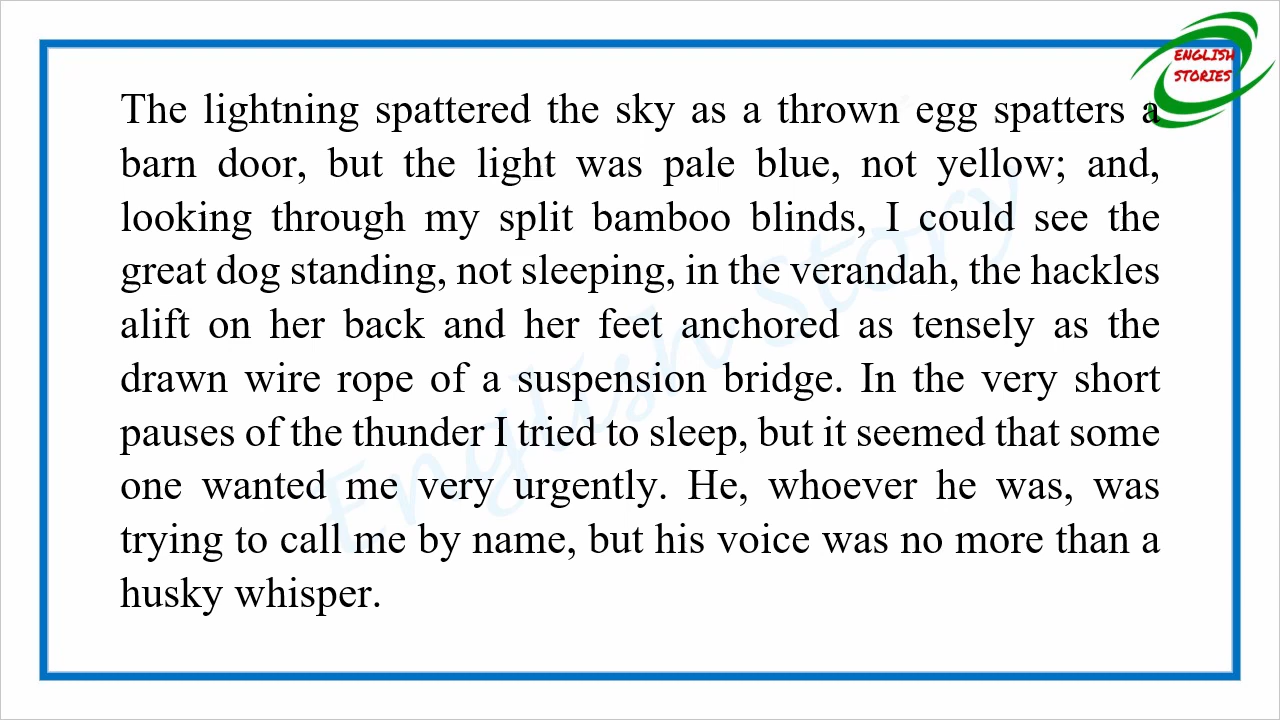 ENGLISH
STORIES
The lightning spattered the sky as a thrown egg spatters a
barn door, but the light was pale blue, not yellow; and,
looking through my split bamboo blinds, I could see the
great dog standing, not sleeping, in the verandah, the hackles
alift on her back and her feet anchored as tensely as the
drawn wire rope of a suspension bridge. In the very short
pauses of the thunder I tried to sleep, but it seemed that some
one wanted me very urgently. He, whoever he was, was
trying to call me by name, but his voice was no more than a
husky whisper.
English Story